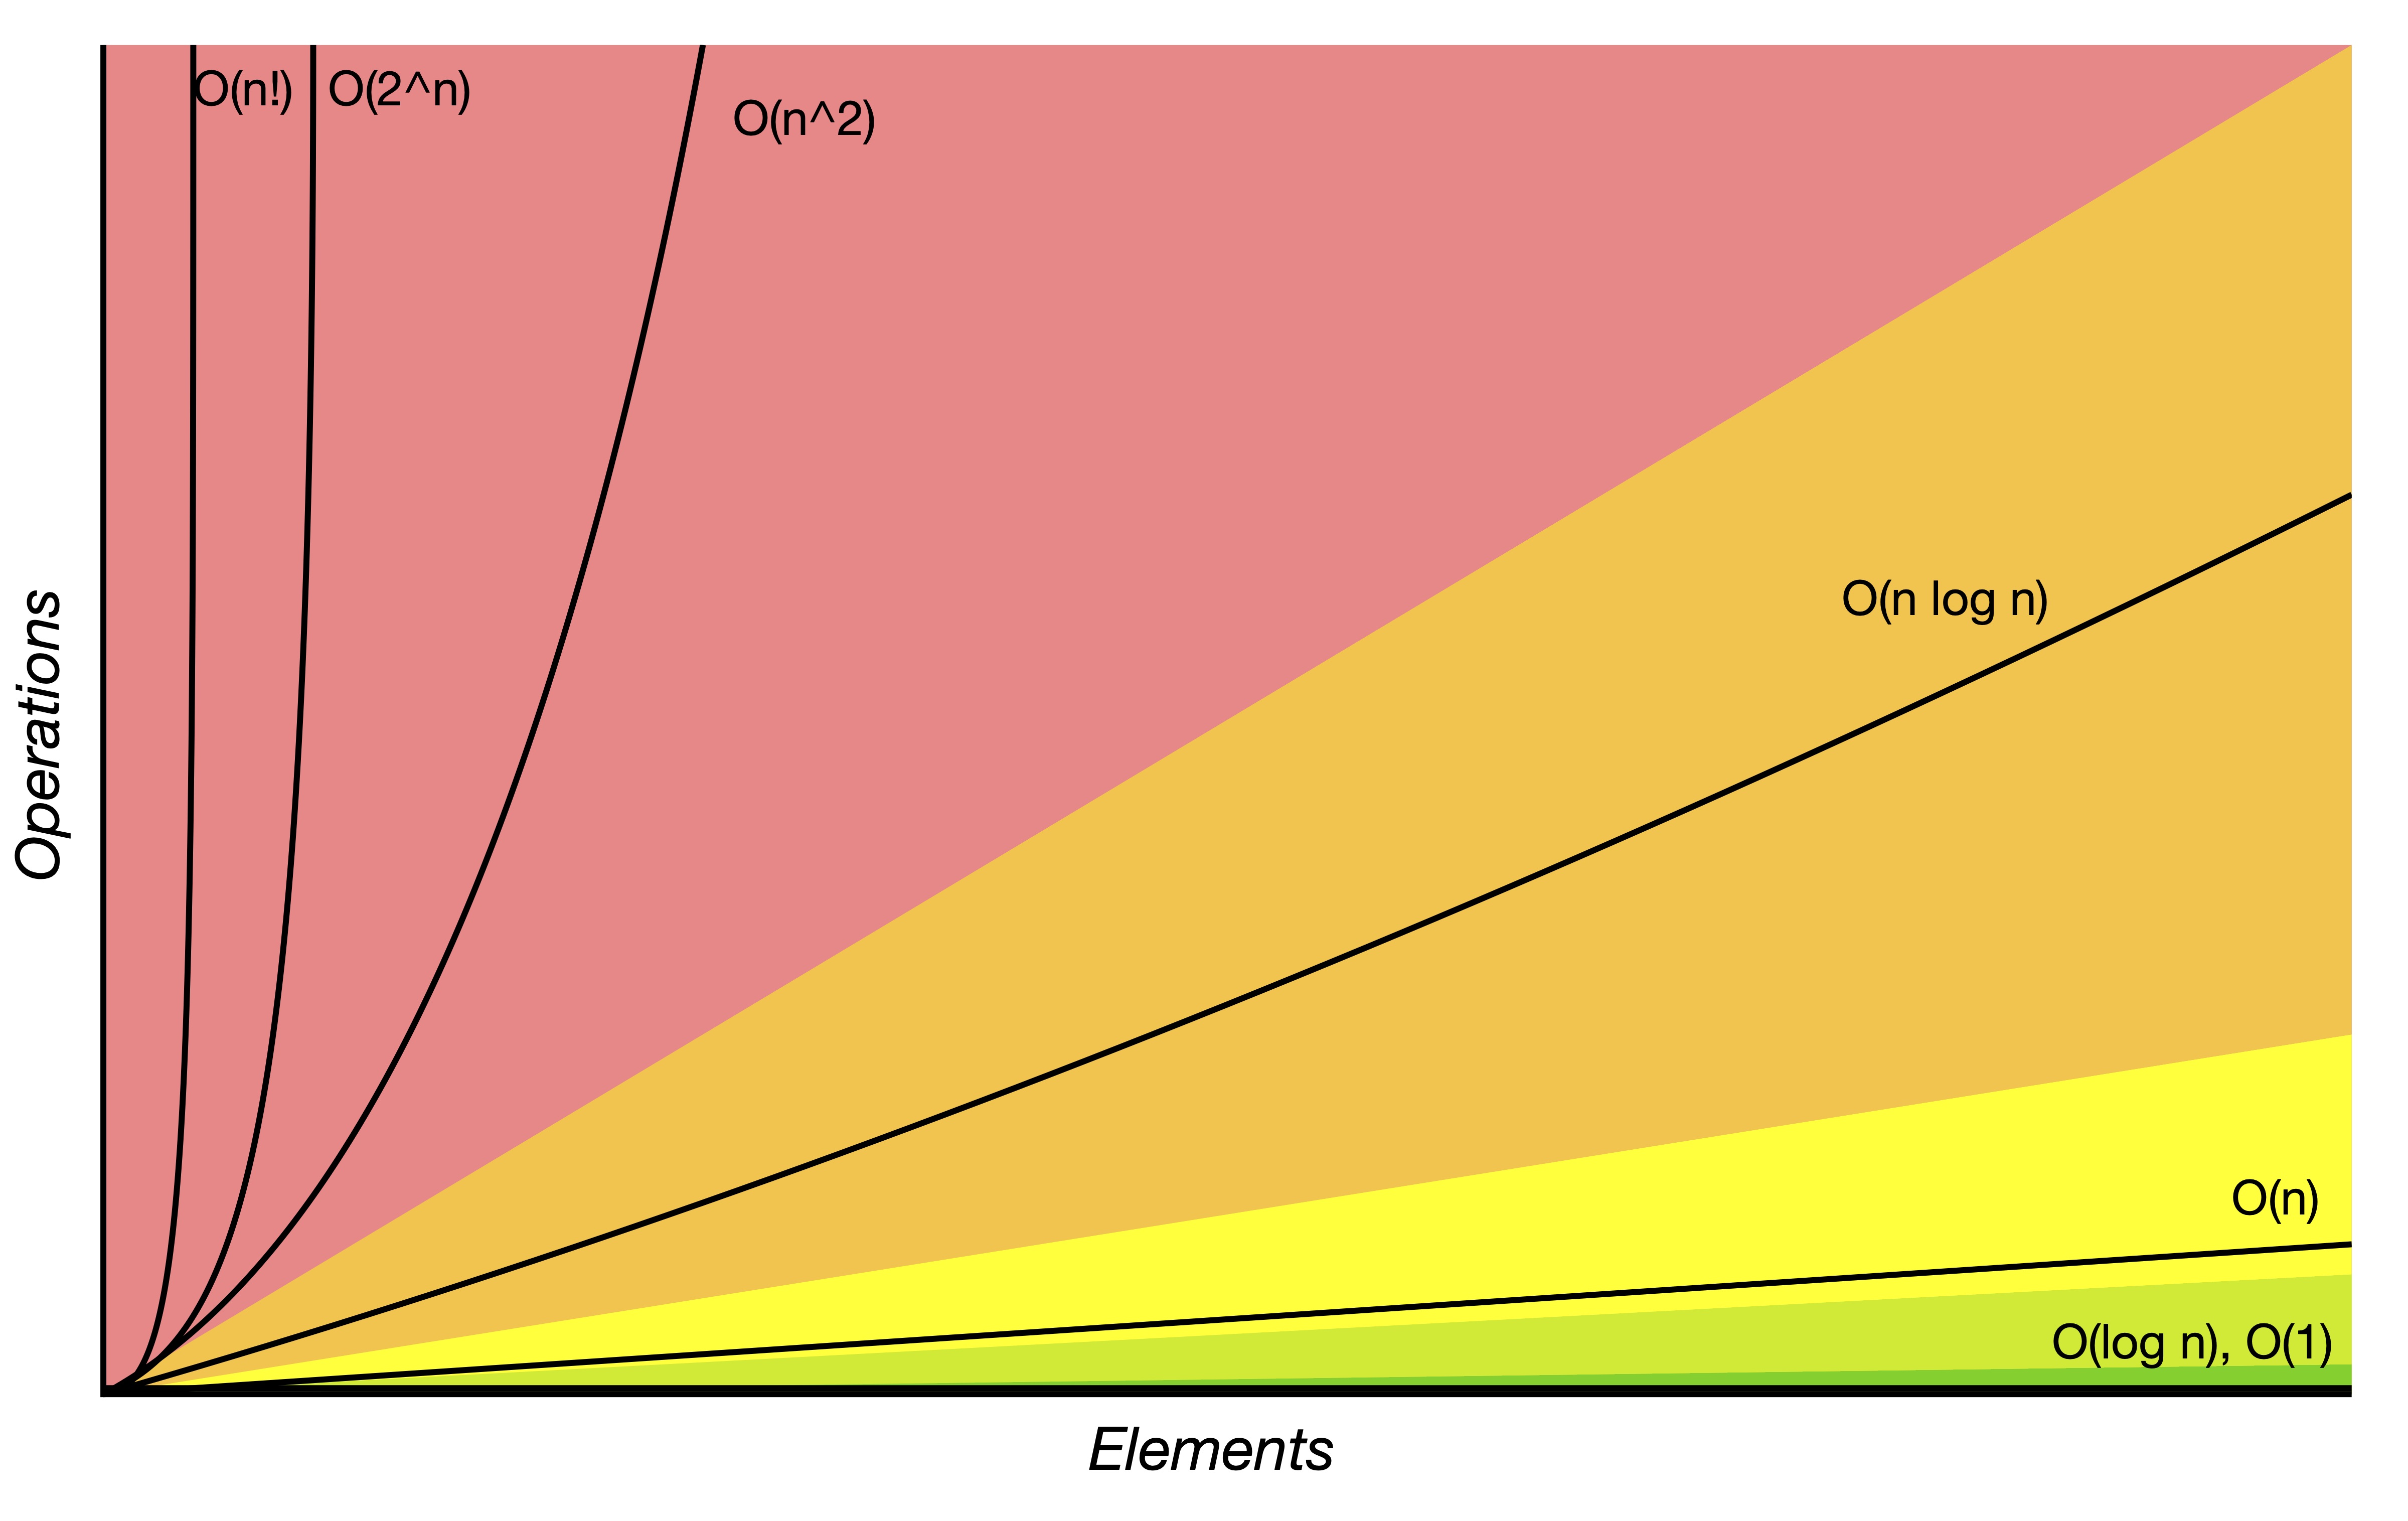 O(n!)
O(2^n)
O(n^2)
O(n log n)
O(n)
O(log n), O(1)
Operations
Elements